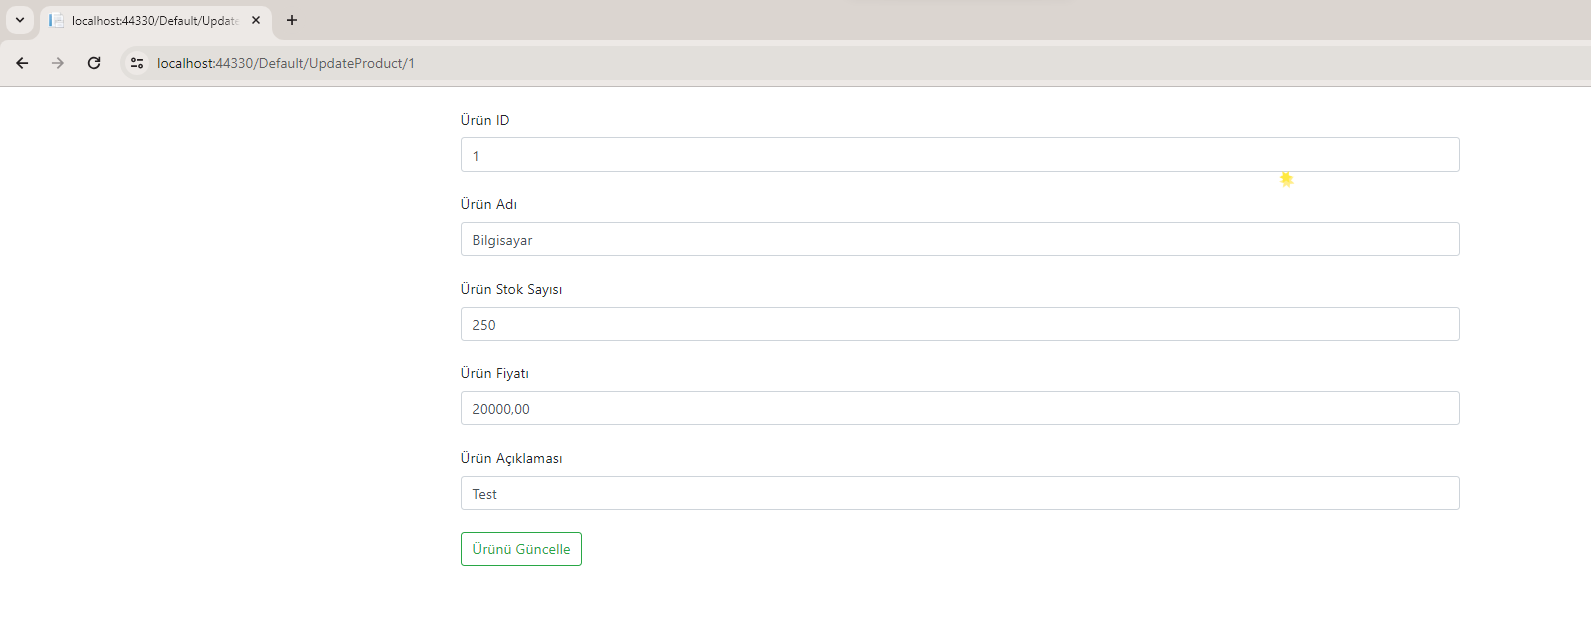 localhost:44330/Default/Update
localhost:44330/Default/UpdateProduct/1
Ürün ID
1
Ürün Adı
Bilgisayar
Ürün Stok Sayısı
250
Ürün Fiyatı
20000,00
Ürün Açıklaması
Test
Ürünü Güncelle